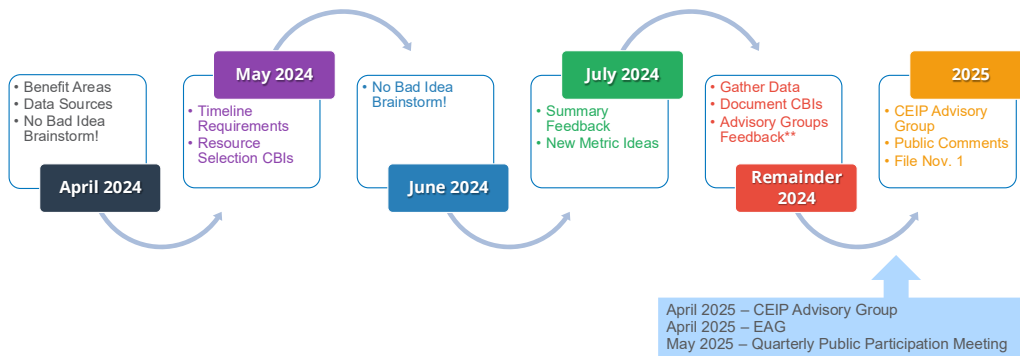 • Benefit Areas
• Data Sources
• No Bad Idea
Brainstorm!
April 2024
May 2024
• Timeline
Requirements
• Resource
Selection CBIs
• No Bad Idea
Brainstorm!
June 2024
July 2024
• Summary
Feedback
• New Metric Ideas
• Gather Data
• Document CBIs
• Advisory Groups
Feedback**
Remainder
2024
2025
• CEIP Advisory
Group
• Public Comments
• File Nov. 1
April 2025 – CEIP Advisory Group
April 2025 – EAG
May 2025 – Quarterly Public Participation Meeting